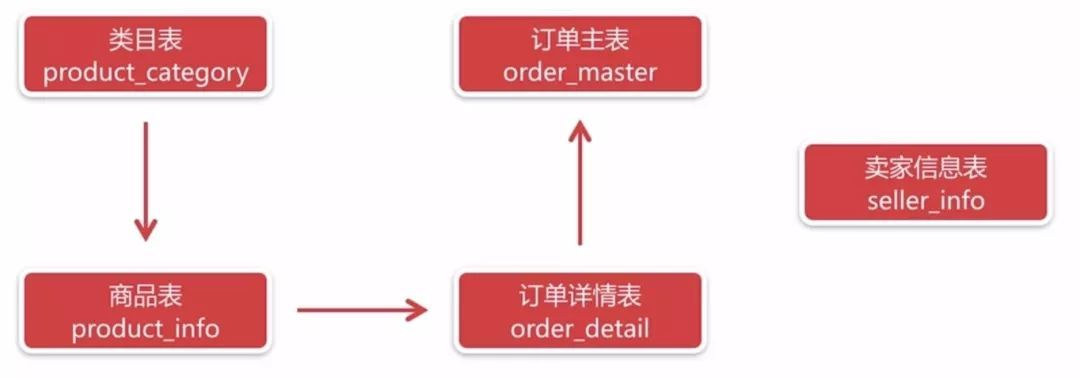 类目表
product_category
订单主表
order_master
卖家信息表
seller_info
商品表
product_info
订单详情表
order_detail